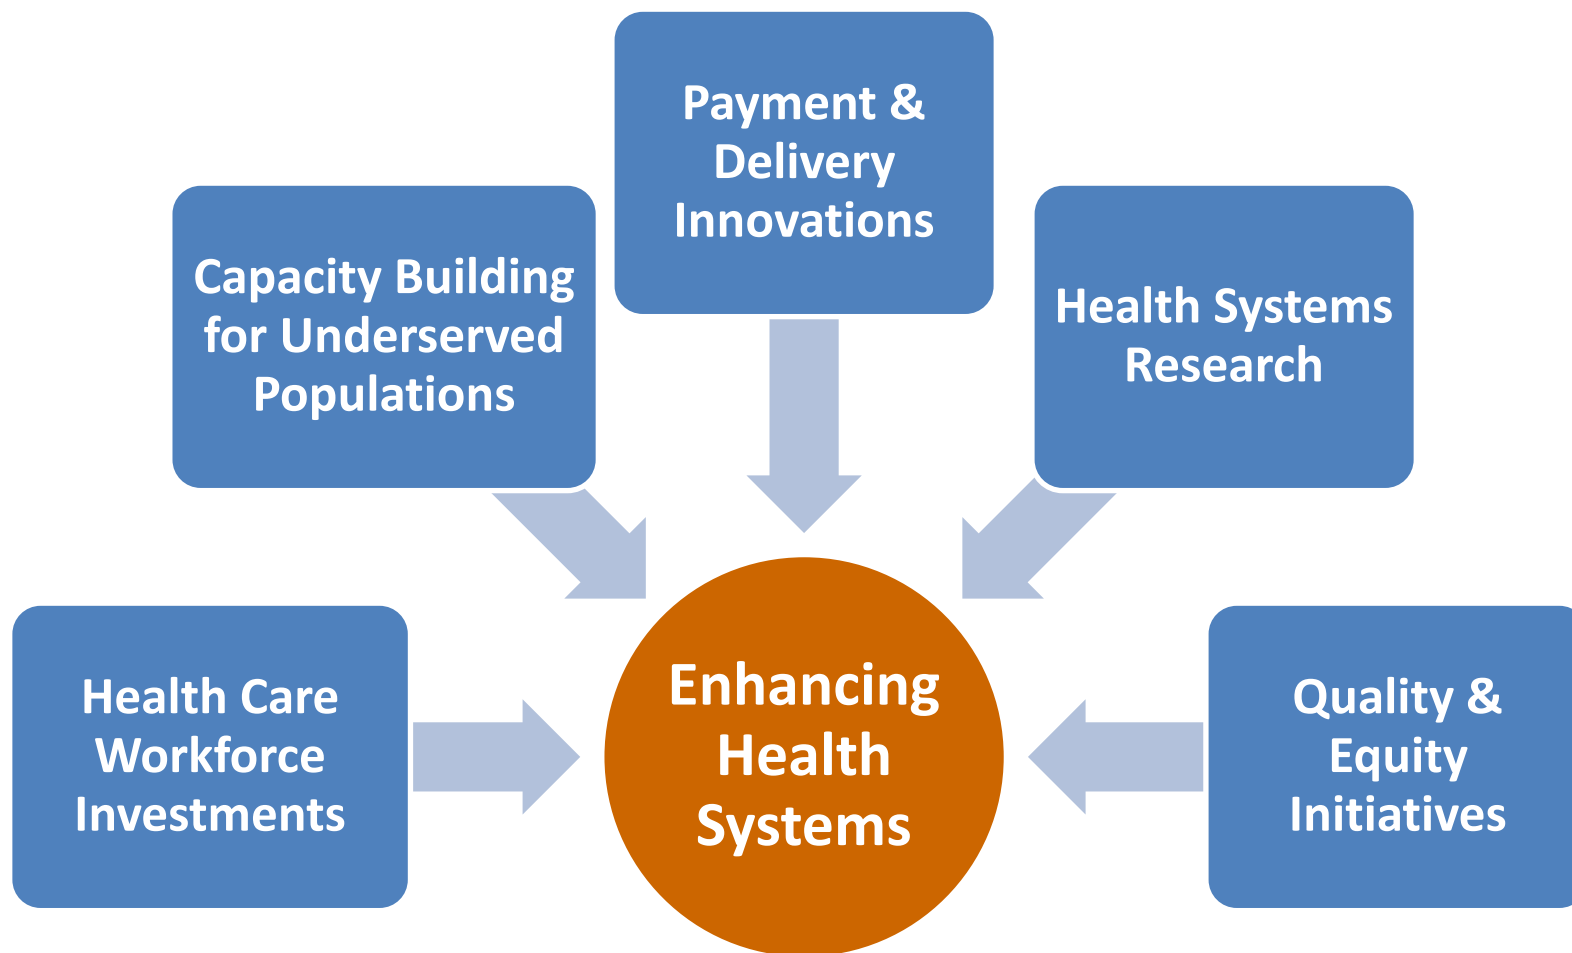 Payment &
Delivery
Innovations
Capacity Building
for Underserved
Populations
Health Systems
Research
Health Care
Workforce
Investments
Enhancing
Health
Systems
Quality &
Equity
Initiatives